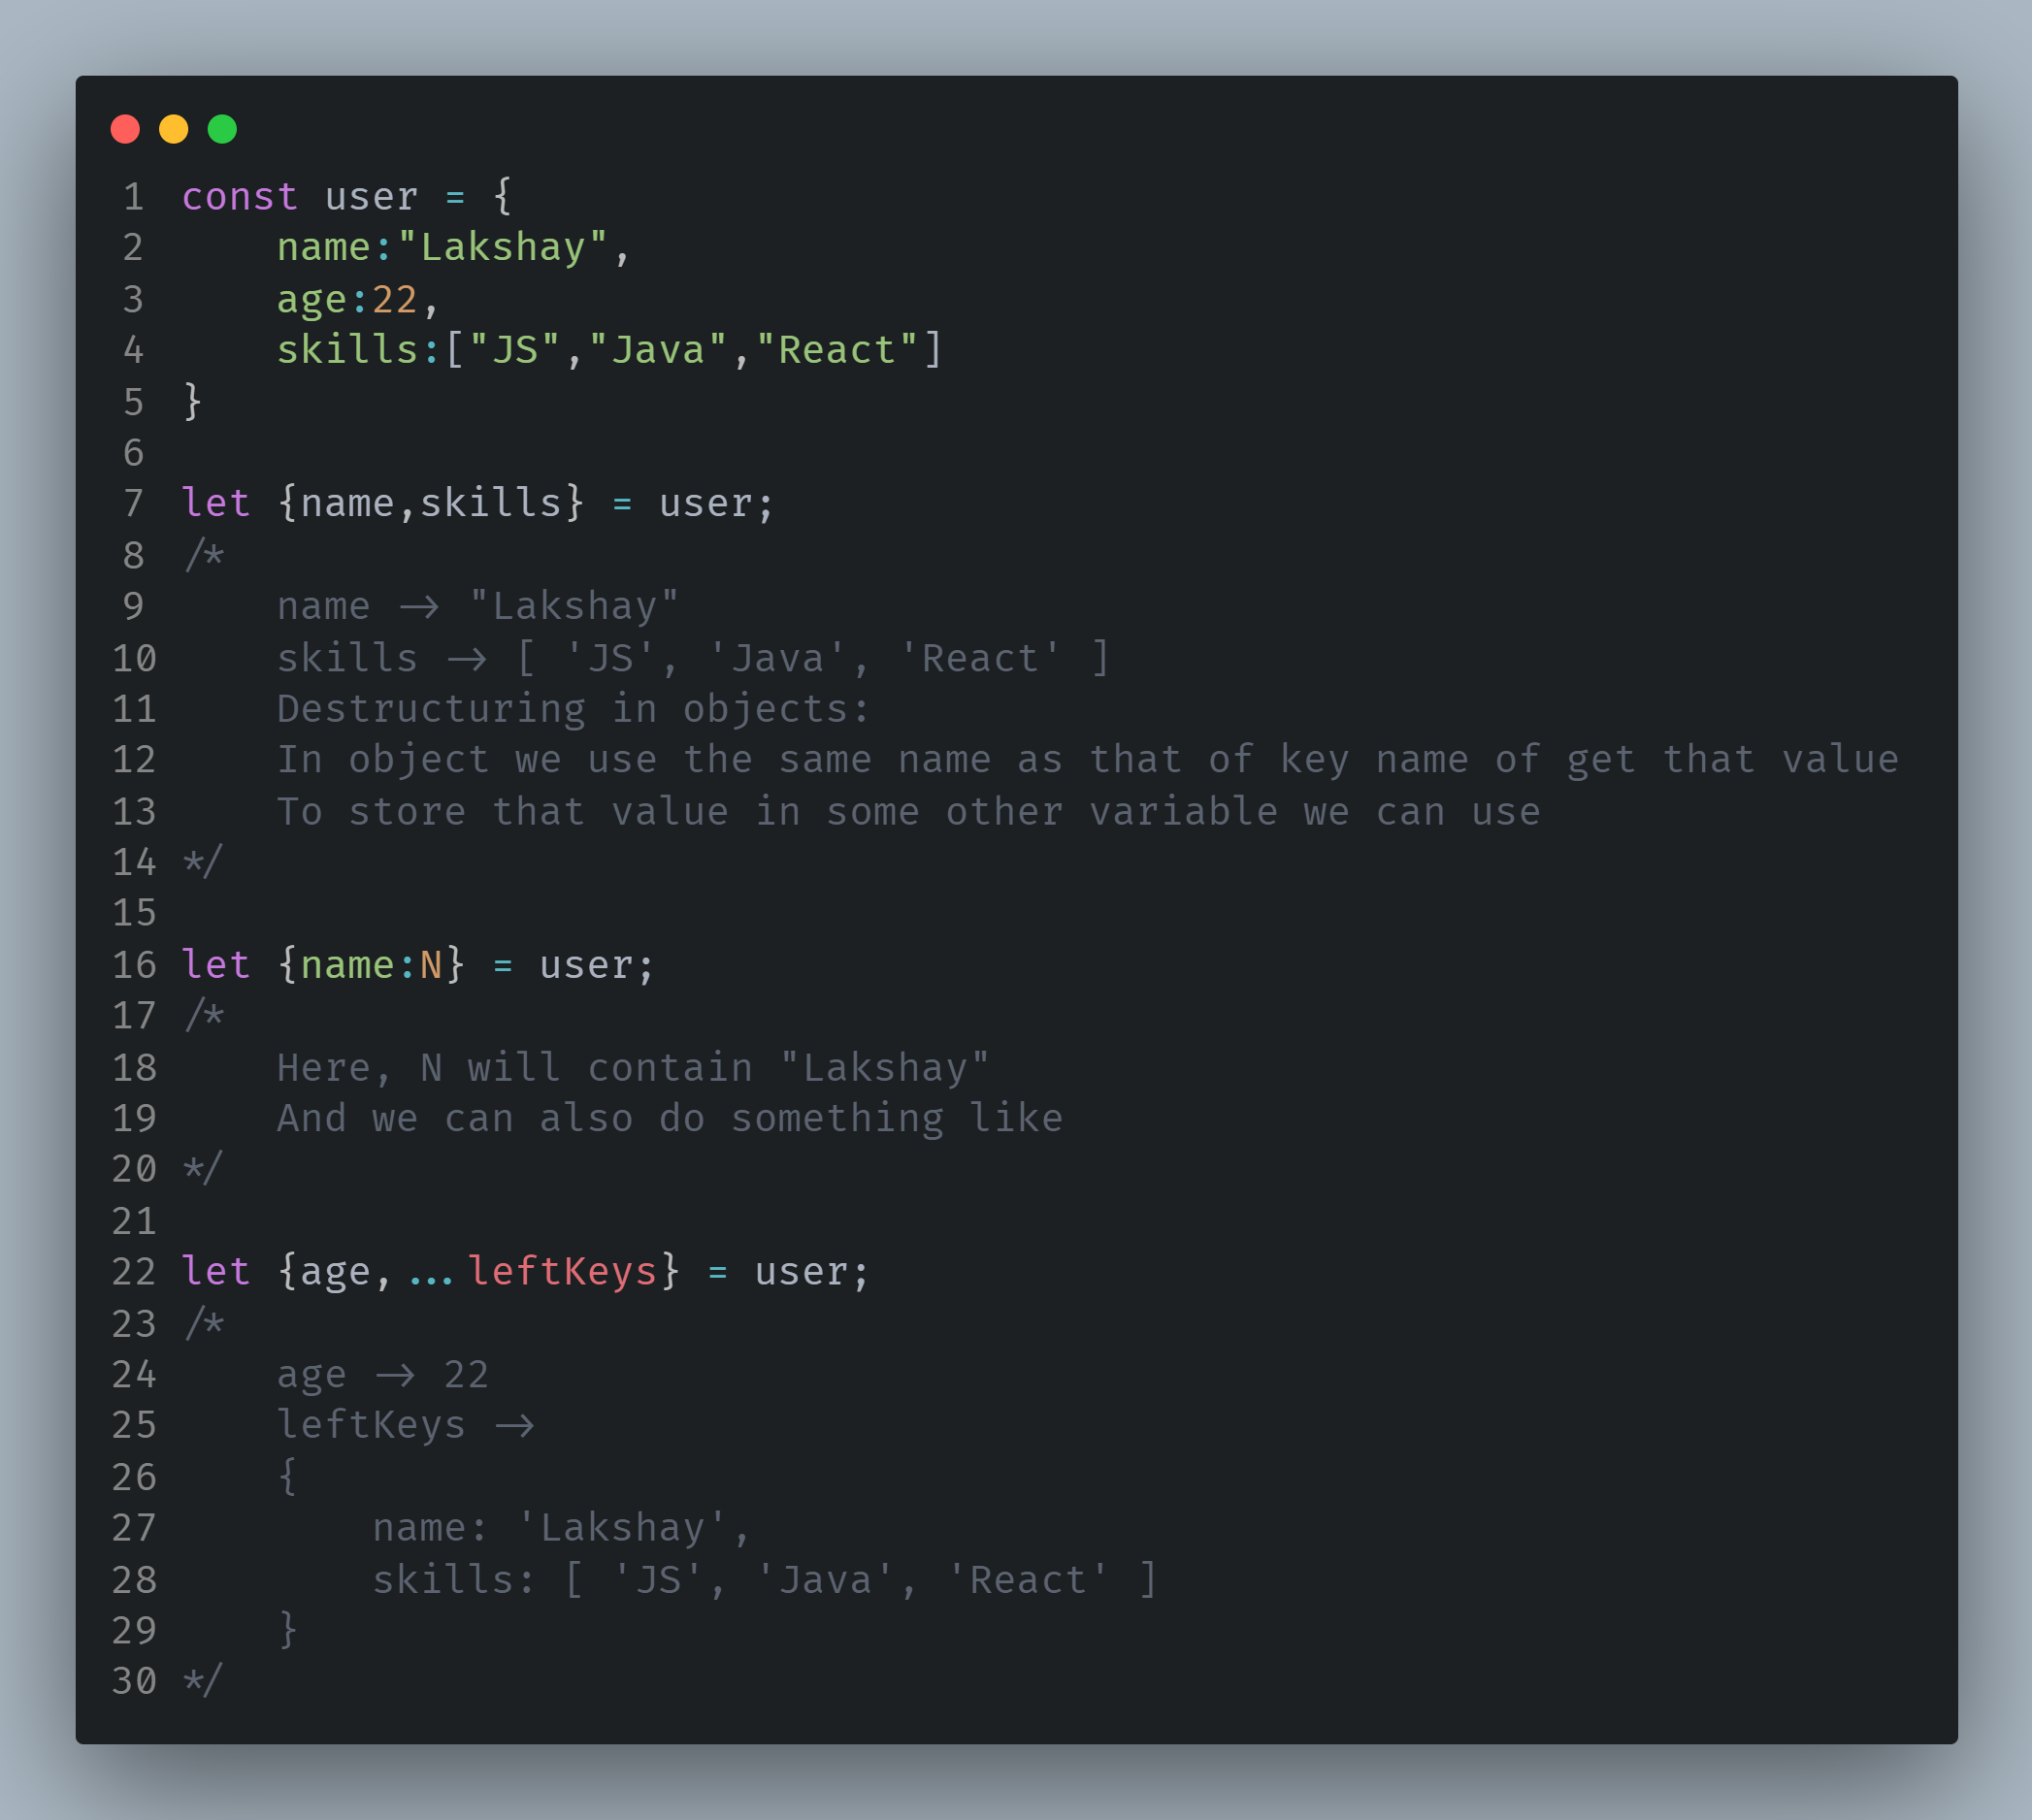 1 const user = {
2     name:"Lakshay",
3     age:22,
4     skills:["JS","Java","React"]
5 }
6
7 let {name,skills} = user;
8 /*
9     name -> "Lakshay"
10     skills -> [ 'JS', 'Java', 'React' ]
11     Destructuring in objects:
12     In object we use the same name as that of key name of get that value
13     To store that value in some other variable we can use
14 */
15
16 let {name:N} = user;
17 /*
18     Here, N will contain "Lakshay"
19     And we can also do something like
20 */
21
22 let {age,...leftKeys} = user;
23 /*
24     age -> 22
25     leftKeys ->
26     {
27         name: 'Lakshay',
28         skills: [ 'JS', 'Java', 'React' ]
29     }
30 */